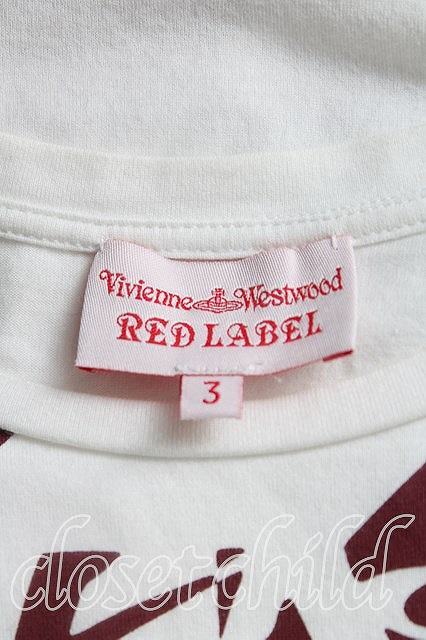 Vivienne Westwood
RED LABEL
3
closetchild